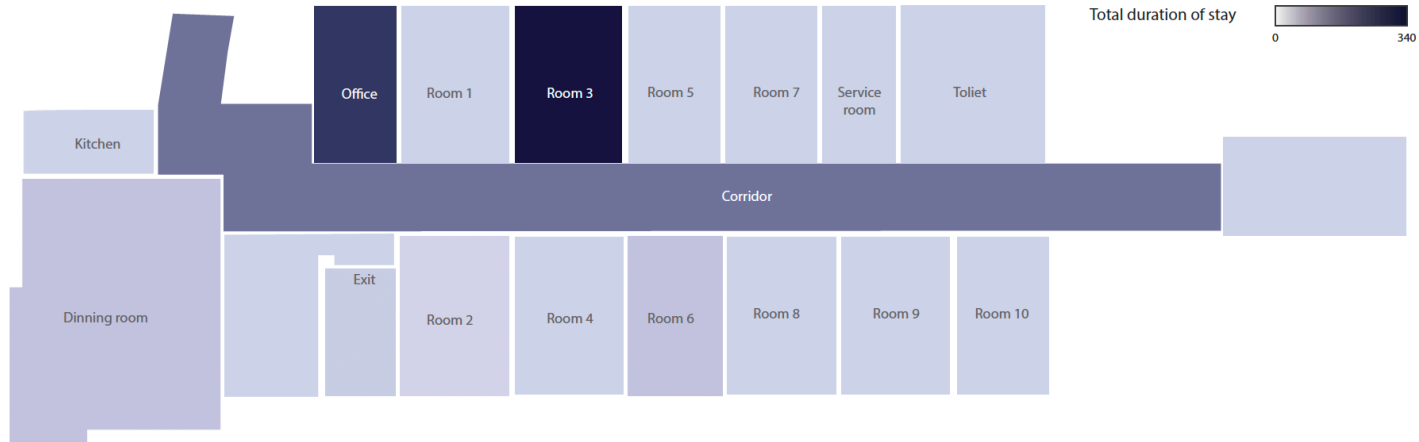 Total duration of stay
0
340
Office
Room 1
Room 3
Room 5
Room 7
Service
room
Toliet
Kitchen
Corridor
Exit
Dinning room
Room 2
Room 4
Room 6
Room 8
Room 9
Room 10